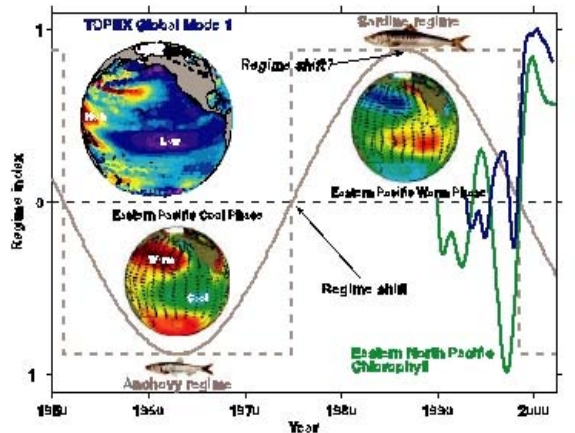 TOPEX Global Mode 1
Sardine regime
Regime shift?
High
Low
Eastern Pacific Warm Phase
Eastern Pacific Cool Phase
Warm
Cool
Regime shift
Eastern North Pacific
Chlorophyll
Anchovy regime
Regime index
1
0
1
1950
1960
1970
1980
1990
2000
Year